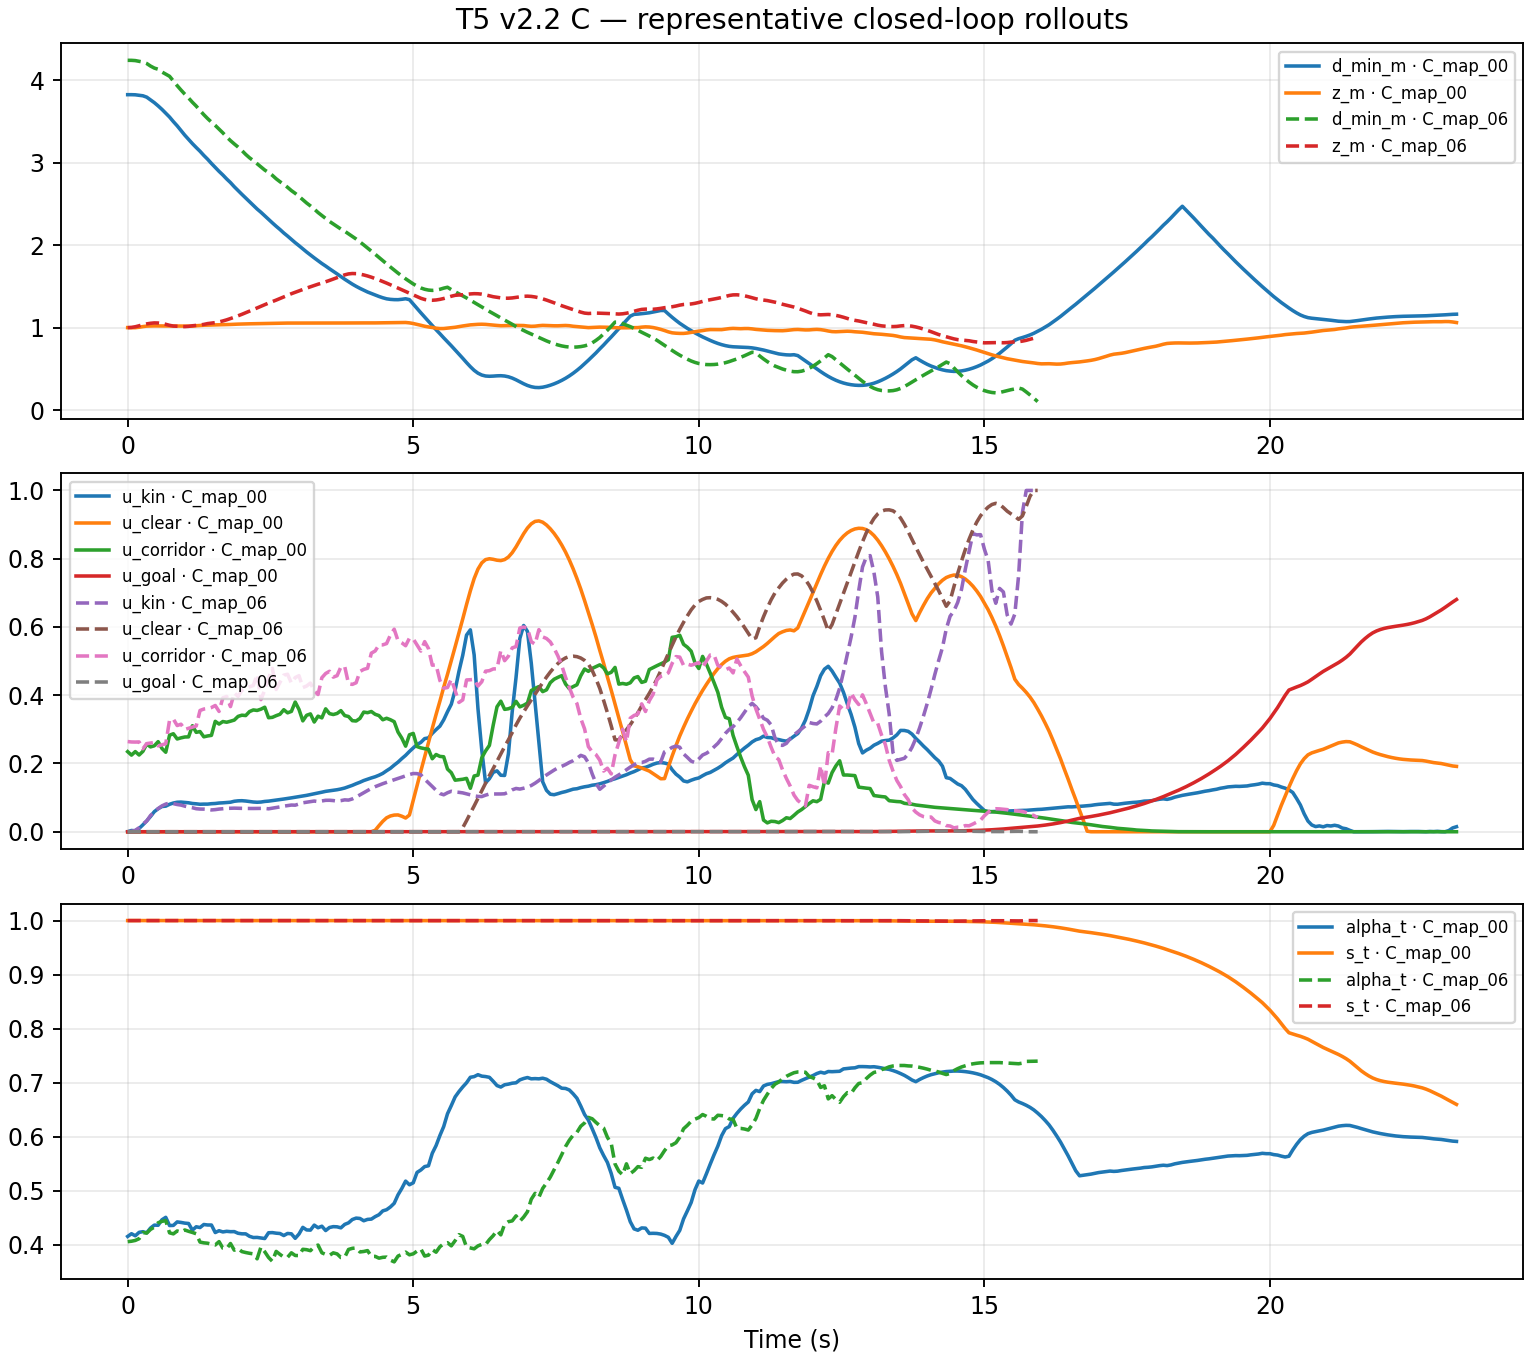 T5 v2.2 C — representative closed-loop rollouts
4
3
2
1
0
d_min_m · C_map_00
z_m · C_map_00
d_min_m · C_map_06
z_m · C_map_06
0 5 10 15 20
1.0
0.8
0.6
0.4
0.2
0.0
u_kin · C_map_00
u_clear · C_map_00
u_corridor · C_map_00
u_goal · C_map_00
u_kin · C_map_06
u_clear · C_map_06
u_corridor · C_map_06
u_goal · C_map_06
0 5 10 15 20
1.0
0.9
0.8
0.7
0.6
0.5
0.4
alpha_t · C_map_00
s_t · C_map_00
alpha_t · C_map_06
s_t · C_map_06
0 5 10 15 20
Time (s)